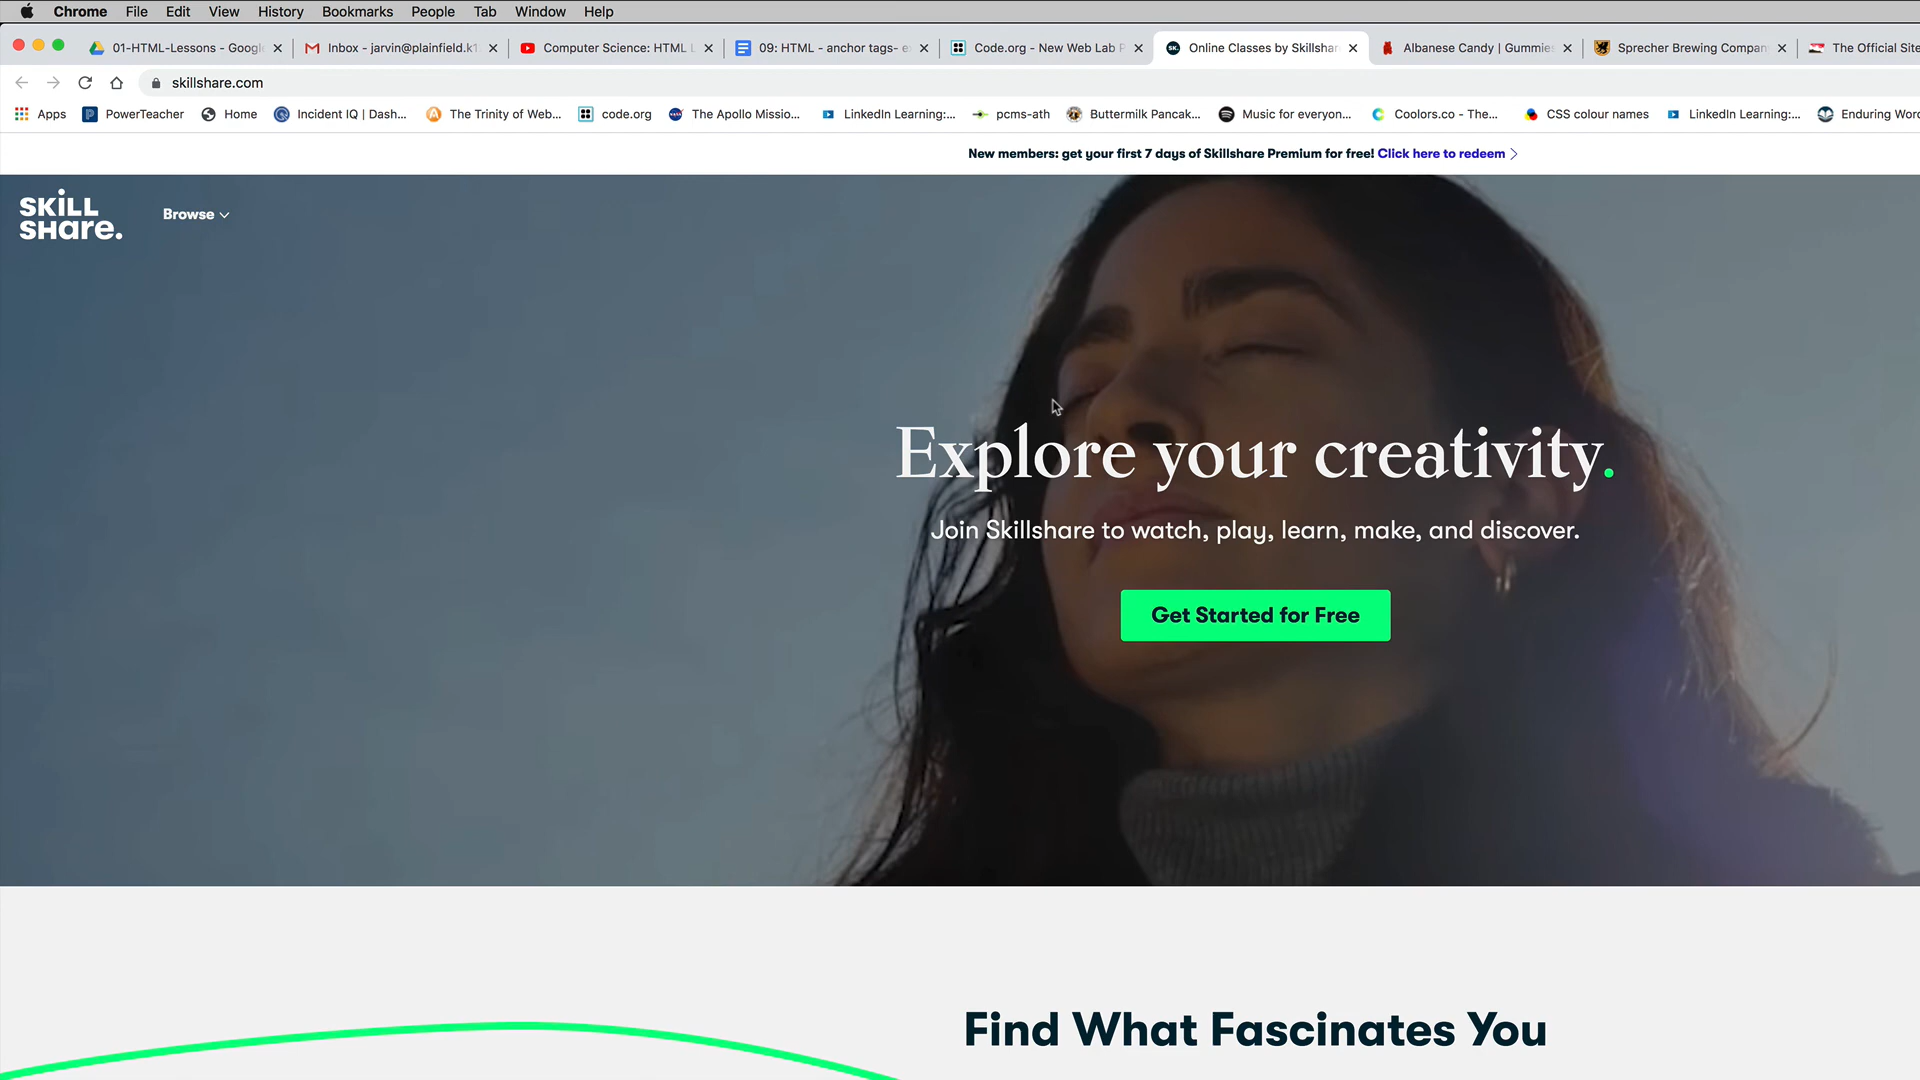 Chrome File Edit View History Bookmarks People Tab Window Help
01-HTML-Lessons - Google Inbox - jarvin@plainfield.k1 Computer Science: HTML L 09: HTML - anchor tags- e Code.org - New Web Lab P SK. Online Classes by Skillshar Albanese Candy | Gummies Sprecher Brewing Compan The Official Site
skillshare.com
Apps PowerTeacher Home Incident IQ | Dash... The Trinity of Web... code.org The Apollo Missio... LinkedIn Learning:... pcms-ath Buttermilk Pancak... Music for everyon... Coolors.co - The... CSS colour names LinkedIn Learning:... Enduring Word
New members: get your first 7 days of Skillshare Premium for free! Click here to redeem
SKiLL
SHare.
Browse
Explore your creativity.
Join Skillshare to watch, play, learn, make, and discover.
Get Started for Free
Find What Fascinates You